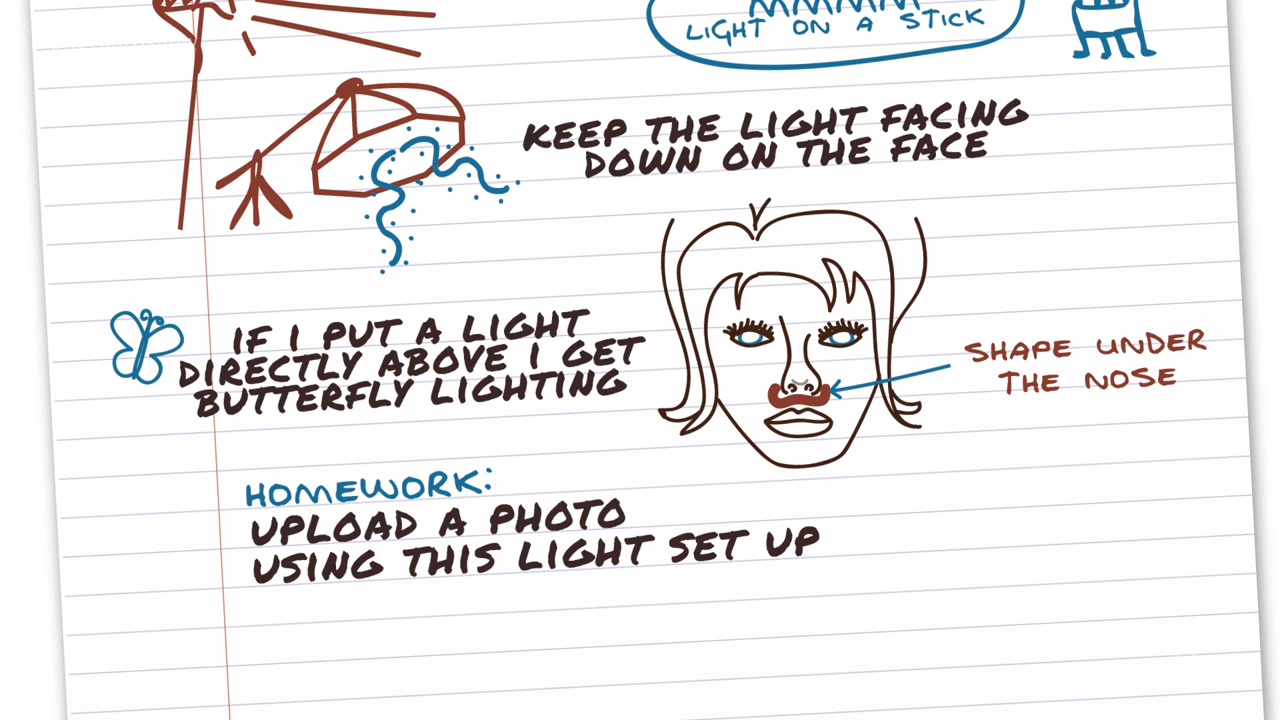 MMMMM
LIGHT ON A STICK
KEEP THE LIGHT FACING
DOWN ON THE FACE
IF I PUT A LIGHT
DIRECTLY ABOVE I GET
BUTTERFLY LIGHTING
SHAPE UNDER
THE NOSE
HOMEWORK:
UPLOAD A PHOTO
USING THIS LIGHT SET UP